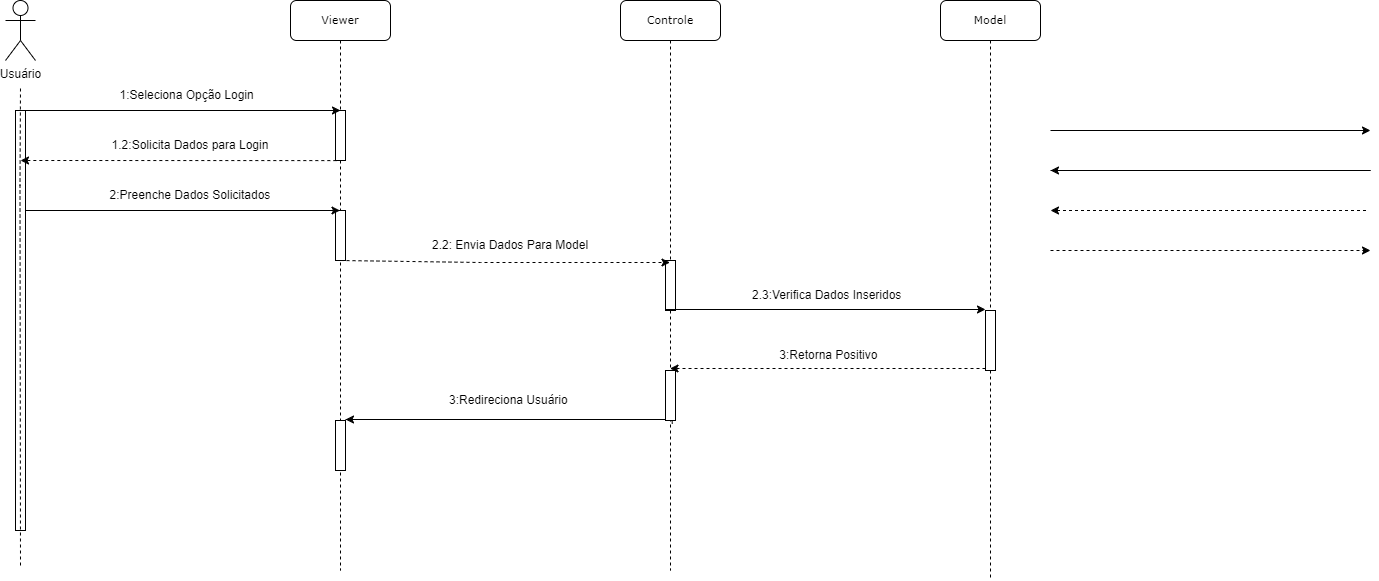 Viewer
Controle
Model
Usuário
1:Seleciona Opção Login
1.2:Solicita Dados para Login
2:Preenche Dados Solicitados
2.2: Envia Dados Para Model
2.3:Verifica Dados Inseridos
3:Retorna Positivo
3:Redireciona Usuário